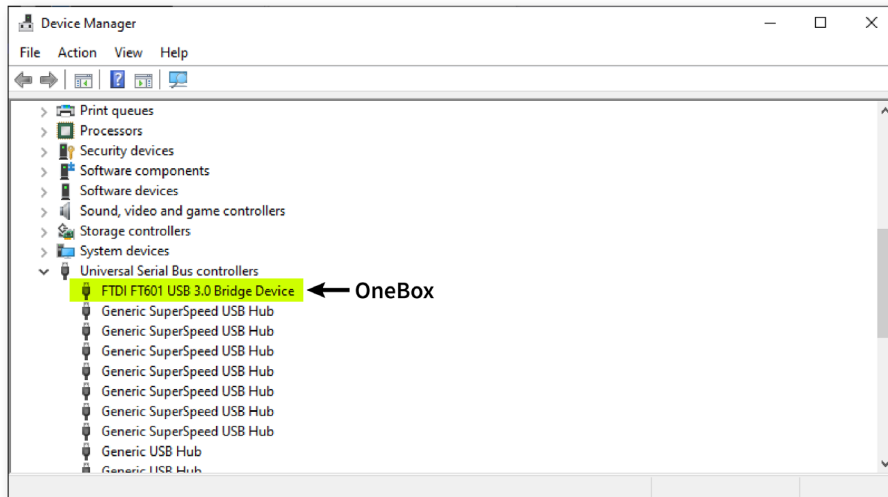 Device Manager
File Action View Help
Print queues
Processors
Security devices
Software components
Software devices
Sound, video and game controllers
Storage controllers
System devices
Universal Serial Bus controllers
FTDI FT601 USB 3.0 Bridge Device OneBox
Generic SuperSpeed USB Hub
Generic SuperSpeed USB Hub
Generic SuperSpeed USB Hub
Generic SuperSpeed USB Hub
Generic SuperSpeed USB Hub
Generic SuperSpeed USB Hub
Generic SuperSpeed USB Hub
Generic USB Hub
Generic USB Hub